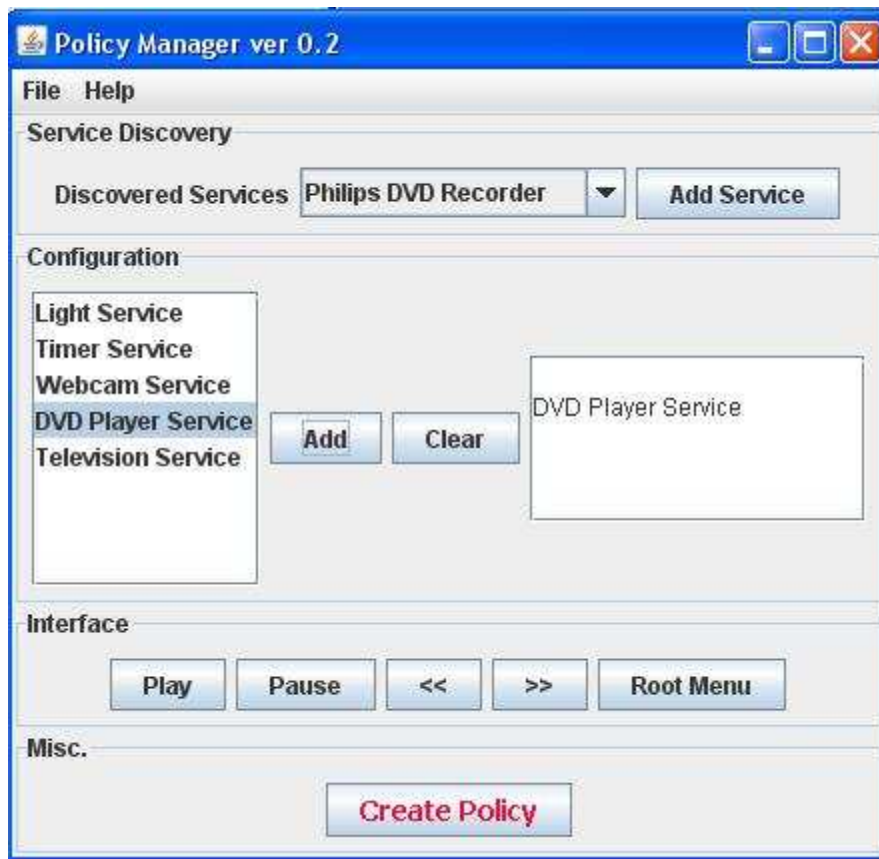 Policy Manager ver 0.2
File Help
Service Discovery
Discovered Services Philips DVD Recorder Add Service
Configuration
Light Service
Timer Service
Webcam Service
DVD Player Service
Television Service
Add Clear
DVD Player Service
Interface
Play Pause << >> Root Menu
Misc.
Create Policy